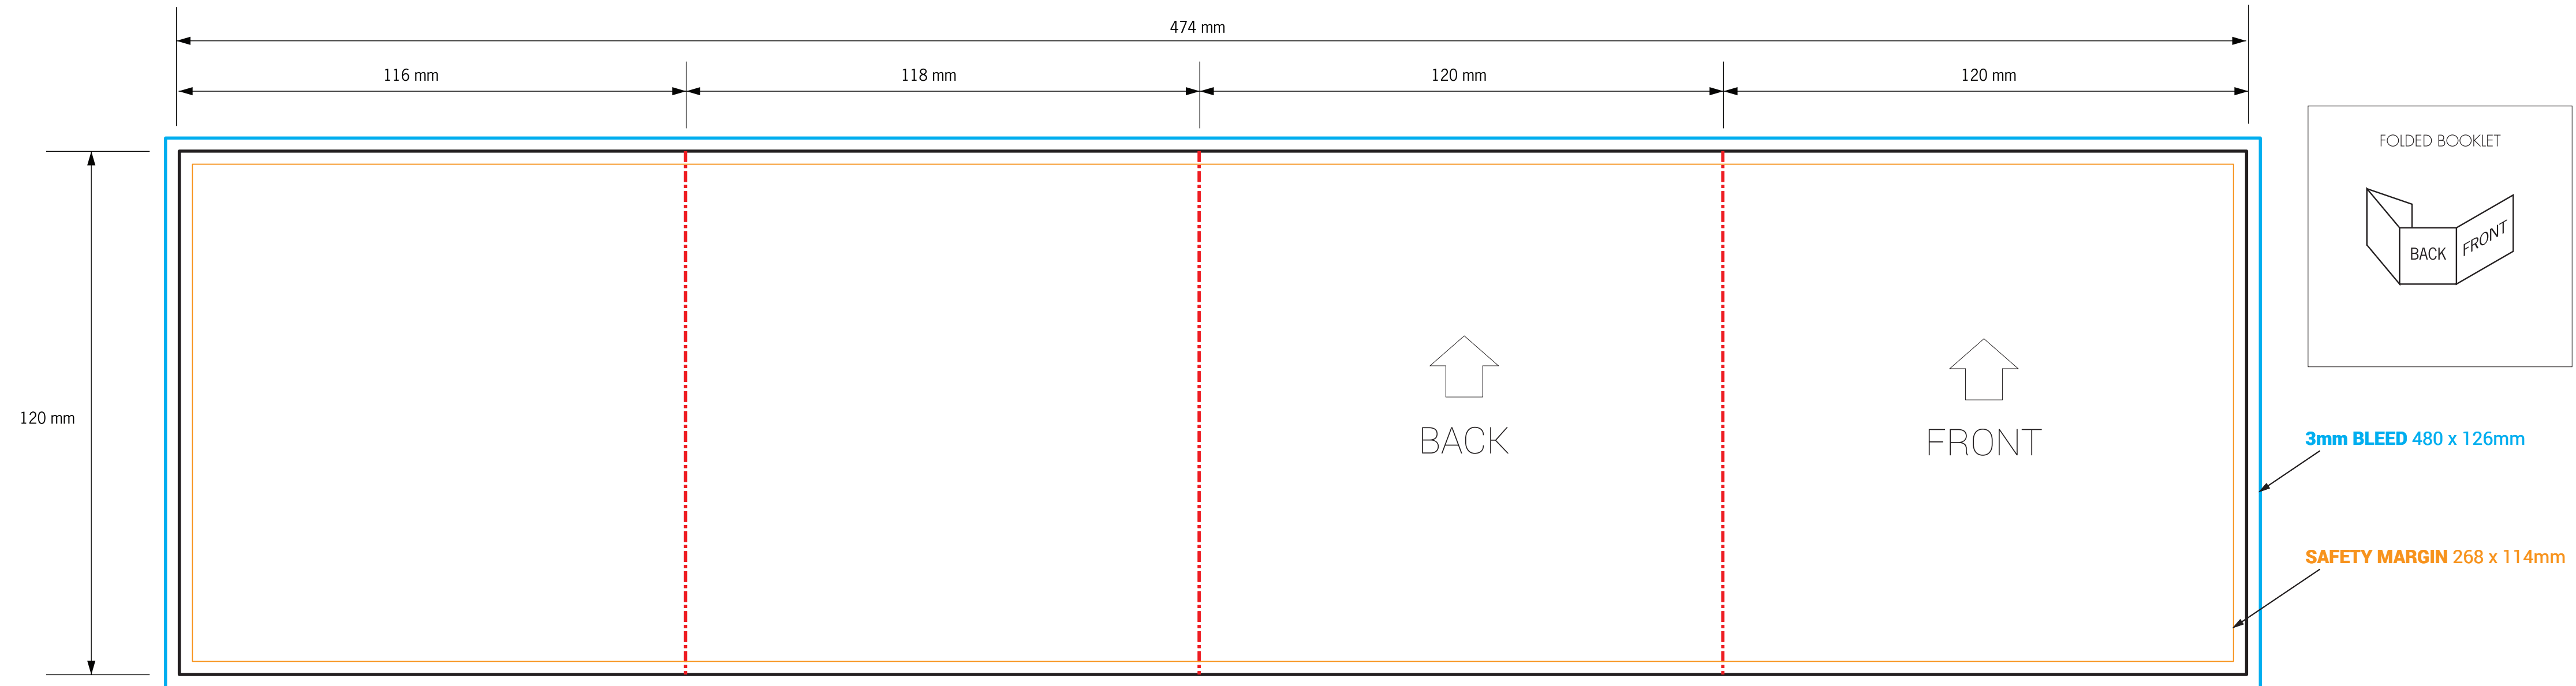 474 mm
116 mm
118 mm
120 mm
120 mm
FOLDED BOOKLET
BACK
FRONT
120 mm
BACK
FRONT
3mm BLEED 480 x 126mm
SAFETY MARGIN 268 x 114mm